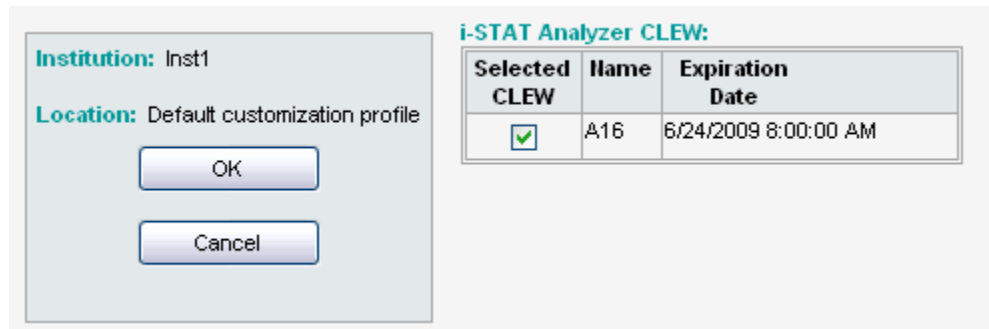 Institution: Inst1
Location: Default customization profile
OK
Cancel
i-STAT Analyzer CLEW:
Selected CLEW Name Expiration Date
A16 6/24/2009 8:00:00 AM